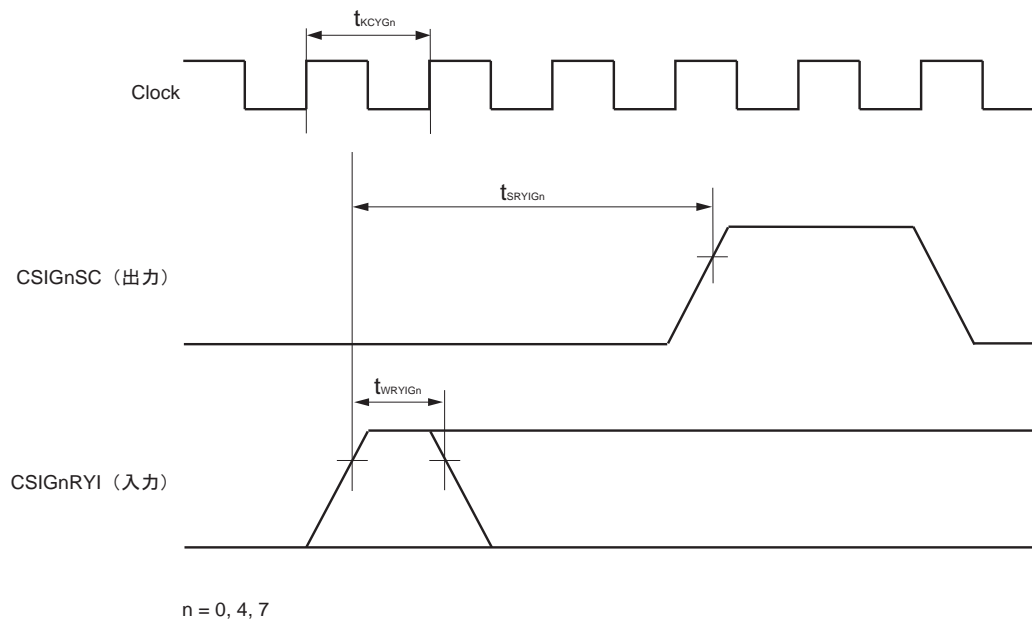 tKCYGn
Clock
tSRYIGn
CSIGnSC（出力）
tWRYIGn
CSIGnRYI（入力）
n = 0, 4, 7